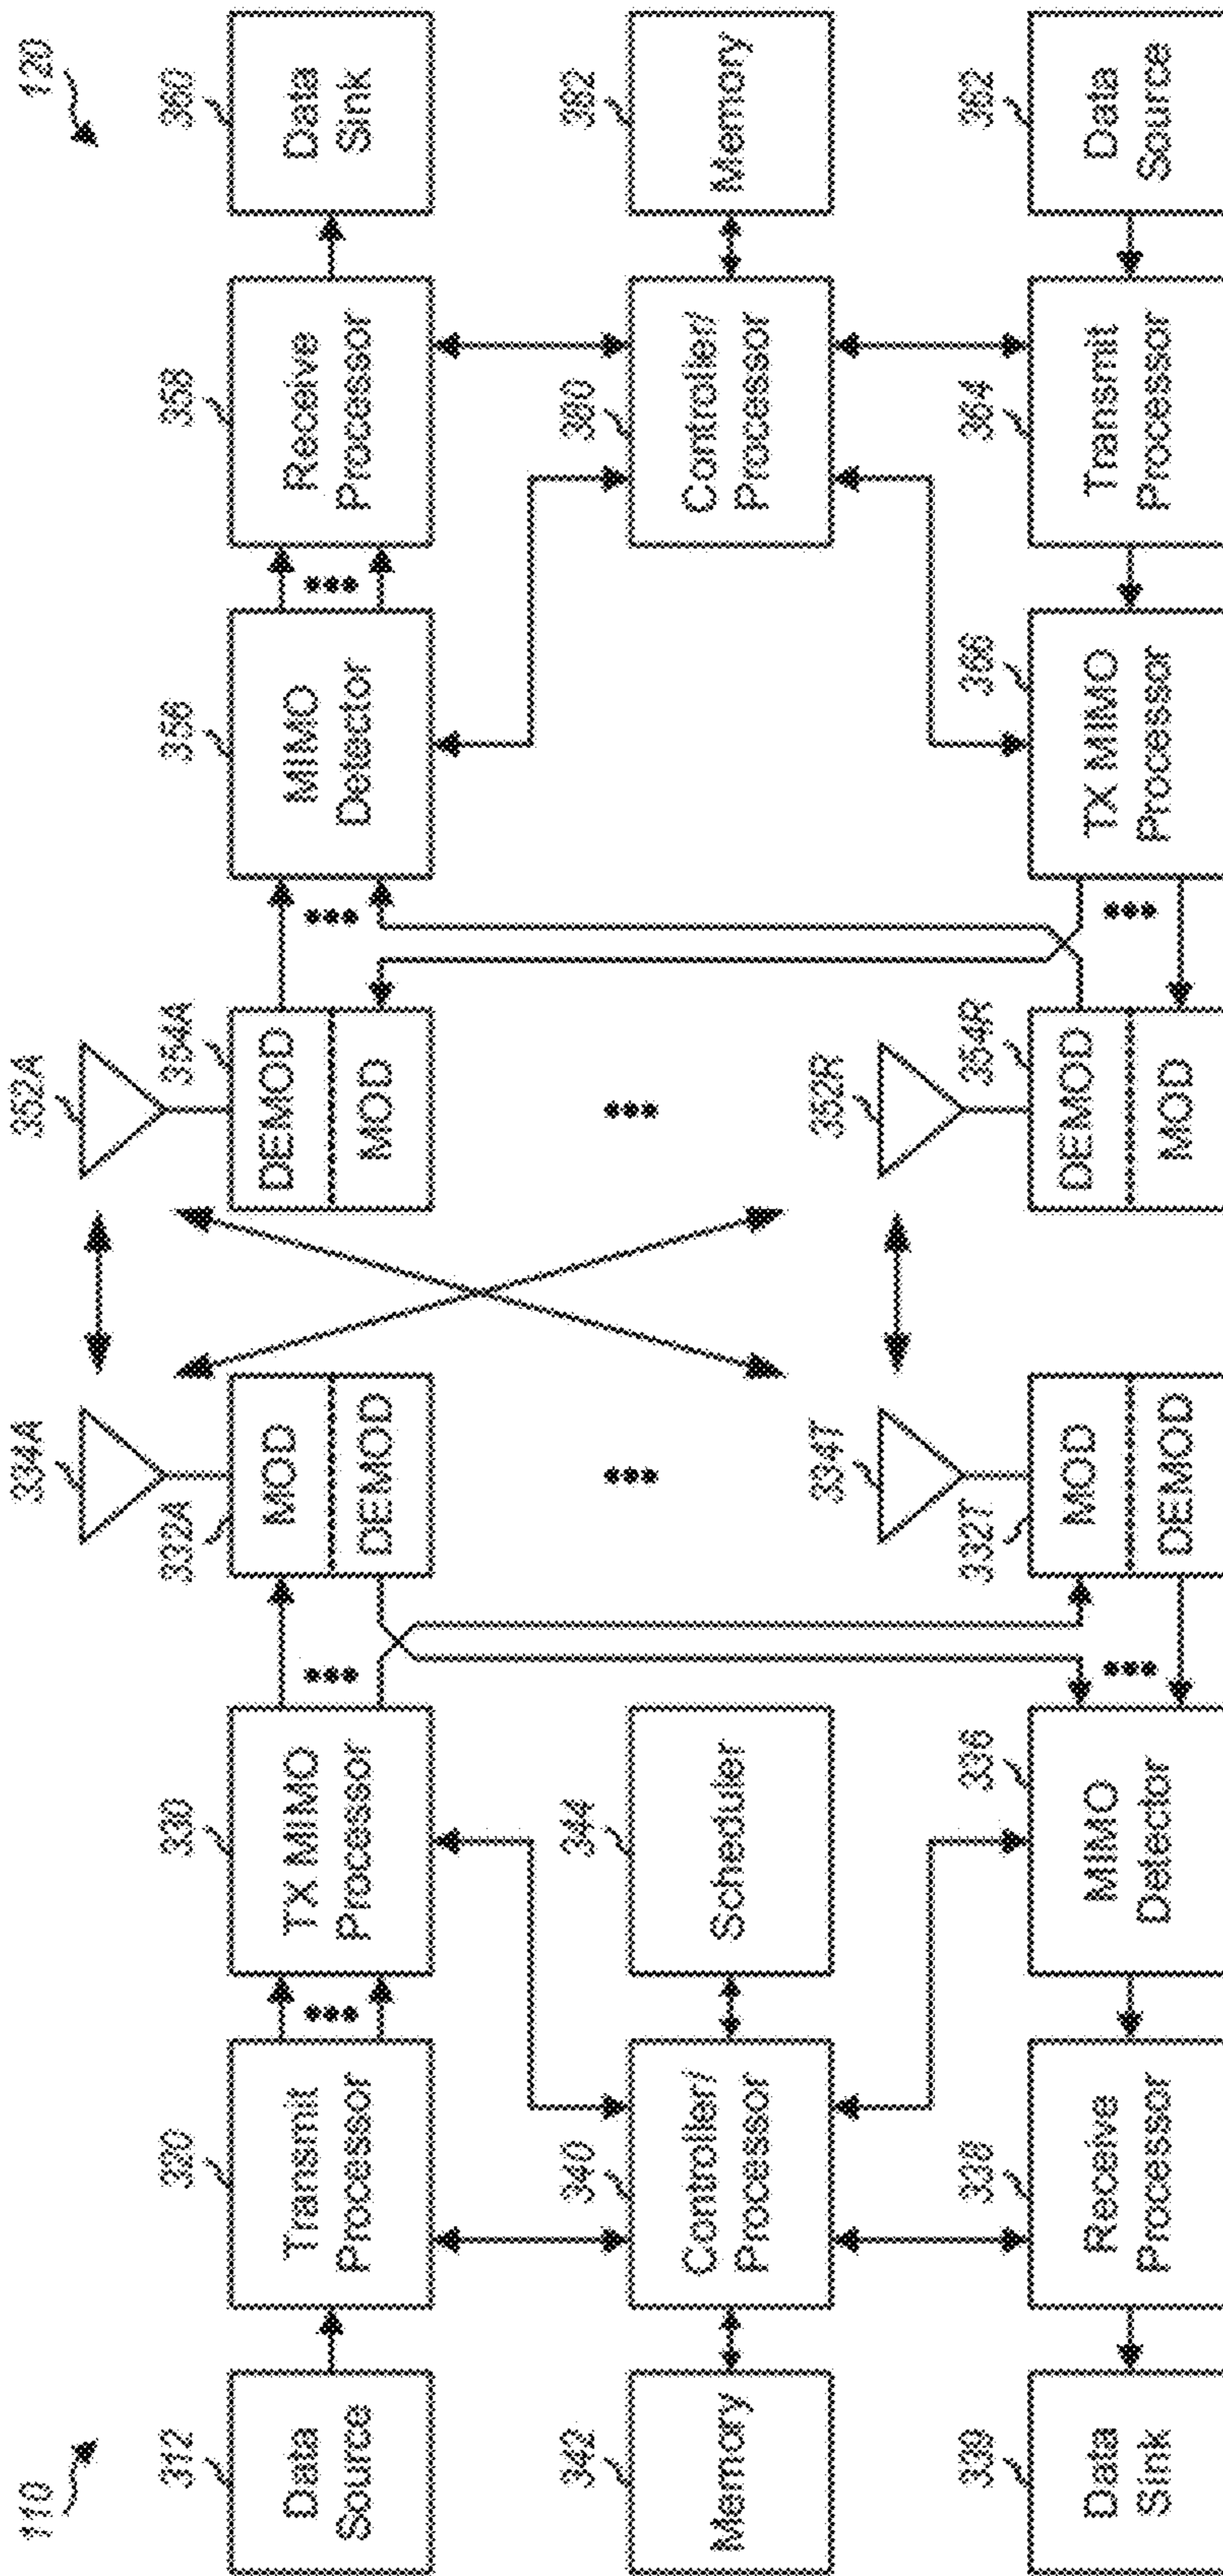 110
120
312
Data
Source
320
Transmit
Processor
330
TX MIMO
Processor
332A
334A
MOD
DEMOD
352A
354A
DEMOD
MOD
356
MIMO
Detector
358
Receive
Processor
360
Data
Sink
342
Memory
340
Controller/
Processor
344
Scheduler
380
Controller/
Processor
382
Memory
339
Data
Sink
338
Receive
Processor
336
MIMO
Detector
332T
334T
MOD
DEMOD
352R
354R
DEMOD
MOD
366
TX MIMO
Processor
364
Transmit
Processor
362
Data
Source